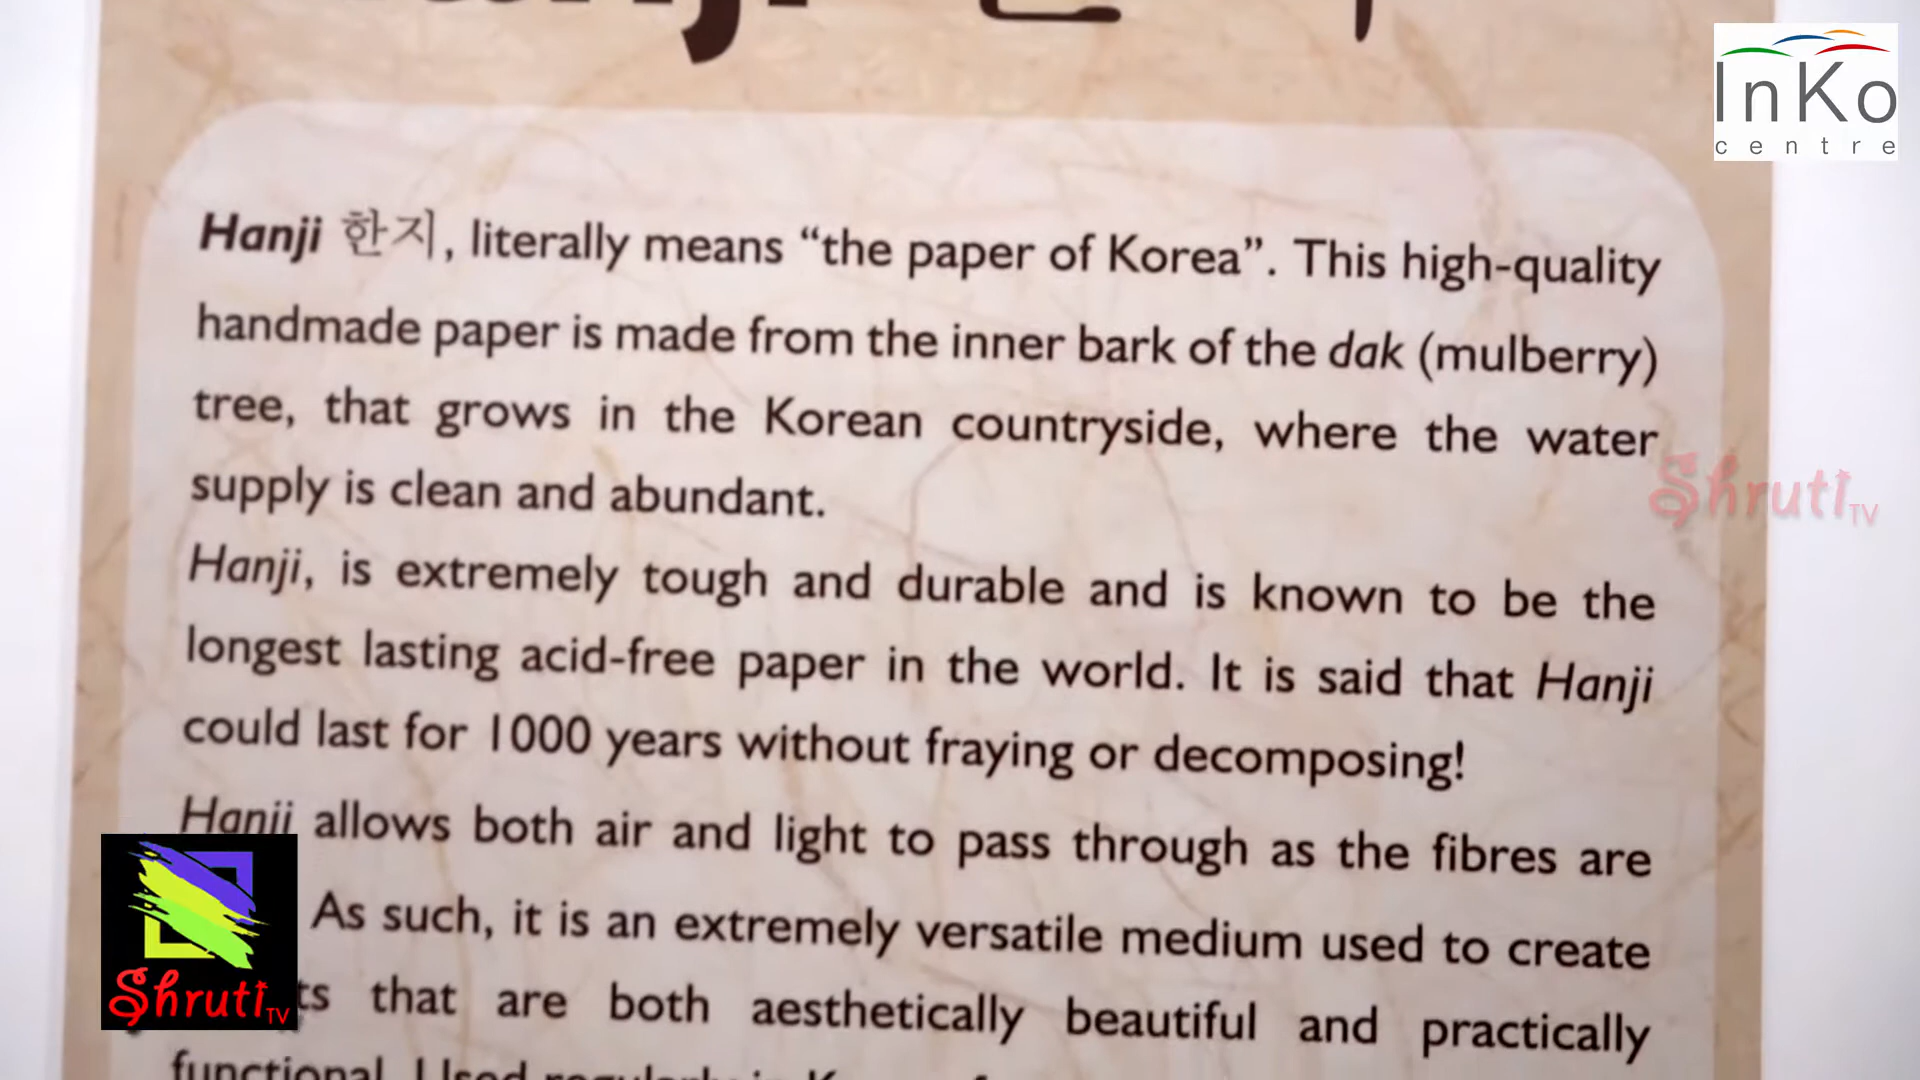 InKo
centre
Hanji 한지, literally means “the paper of Korea”. This high-quality
handmade paper is made from the inner bark of the dak (mulberry)
tree, that grows in the Korean countryside, where the water
supply is clean and abundant.
Shruti TV
Hanji, is extremely tough and durable and is known to be the
longest lasting acid-free paper in the world. It is said that Hanji
could last for 1000 years without fraying or decomposing!
Hanji allows both air and light to pass through as the fibres are
As such, it is an extremely versatile medium used to create
that are both aesthetically beautiful and practically
Shruti TV
functional. Used regularly in